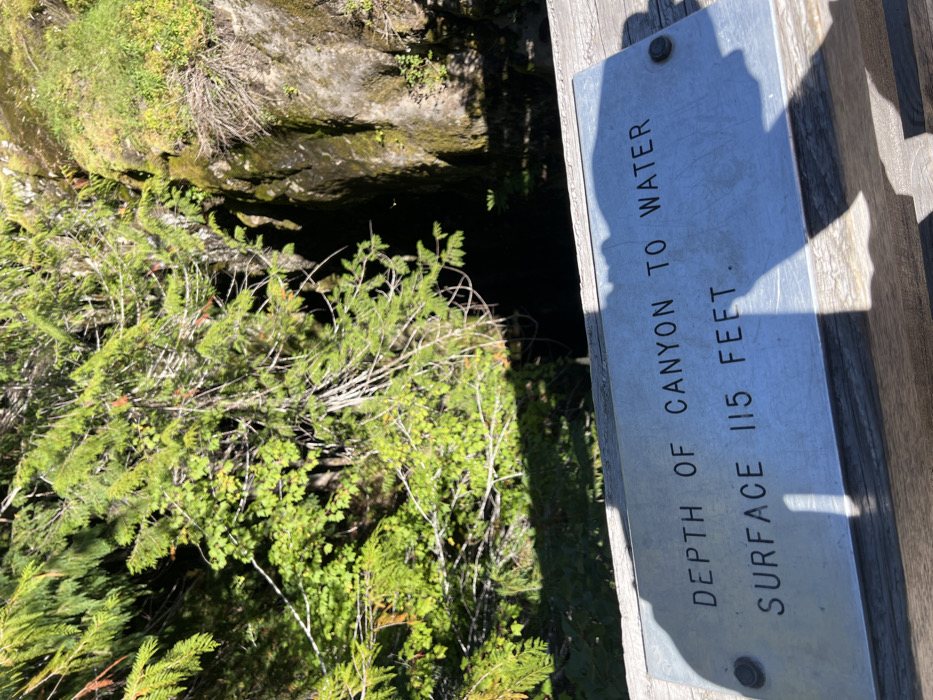 DEPTH OF CANYON TO WATER
SURFACE 115 FEET.